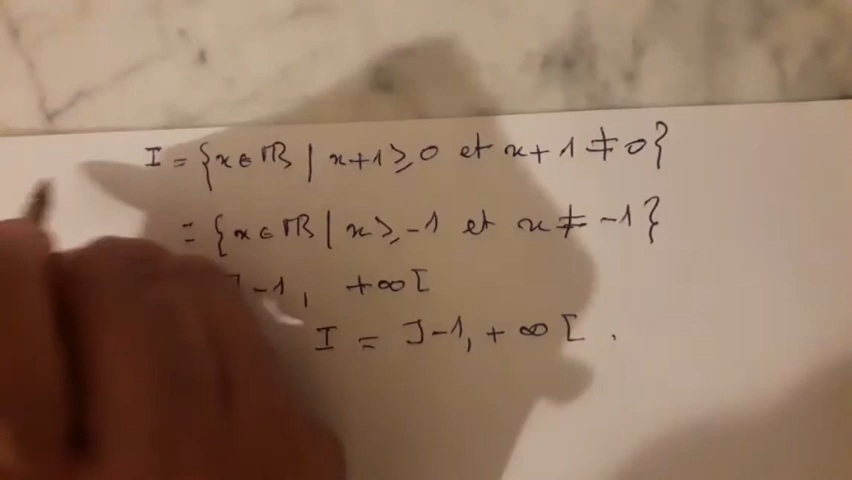 I = {x ∈ ℝ | x+1 ≥ 0 et x+1 ≠ 0}
= {x ∈ ℝ | x ≥ -1 et x ≠ -1}
]-1, +∞[
I = ]-1, +∞[ .